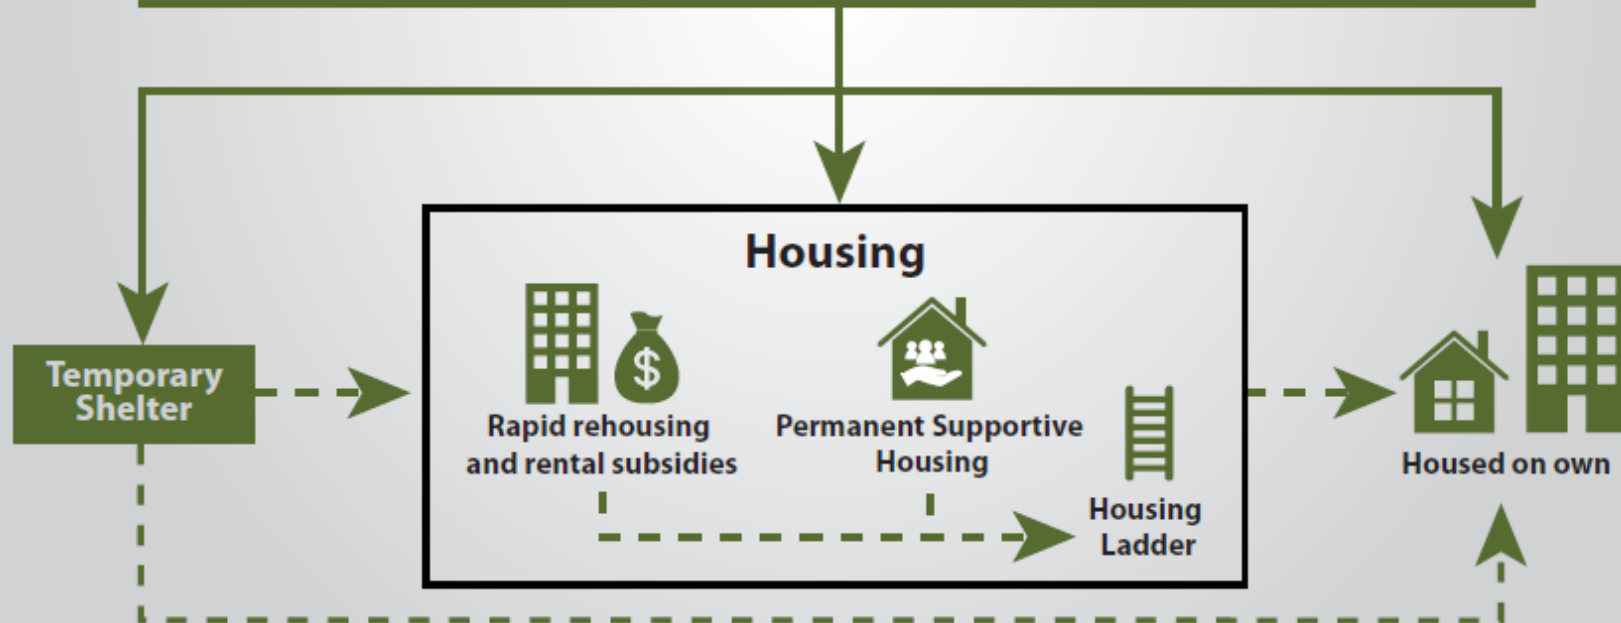 Housing
Temporary
Shelter
$
Rapid rehousing
and rental subsidies
Permanent Supportive
Housing
Housing
Ladder
Housed on own